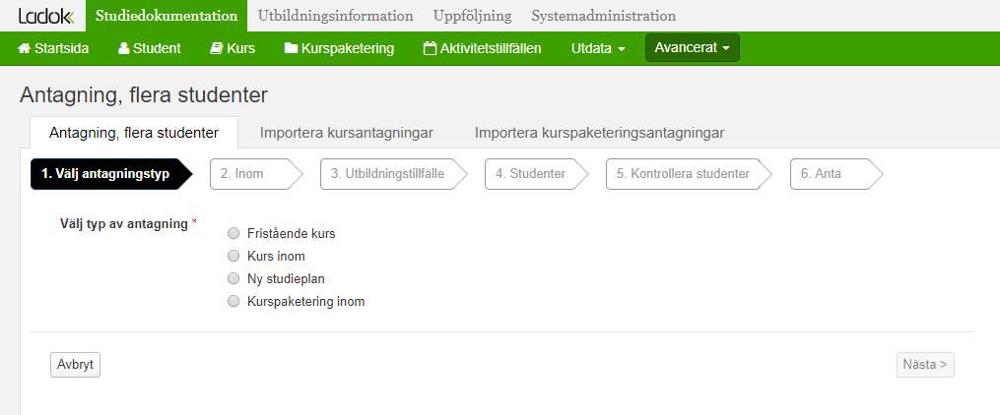 Ladok Studiedokumentation Utbildningsinformation Uppföljning Systemadministration
Startsida Student Kurs Kurspaketering Aktivitetstillfällen Utdata Avancerat
Antagning, flera studenter
Antagning, flera studenter Importera kursantagningar Importera kurspaketeringsantagningar
1. Välj antagningstyp 2. Inom 3. Utbildningstillfälle 4. Studenter 5. Kontrollera studenter 6. Anta
Välj typ av antagning *
Fristående kurs
Kurs inom
Ny studieplan
Kurspaketering inom
Avbryt Nästa >